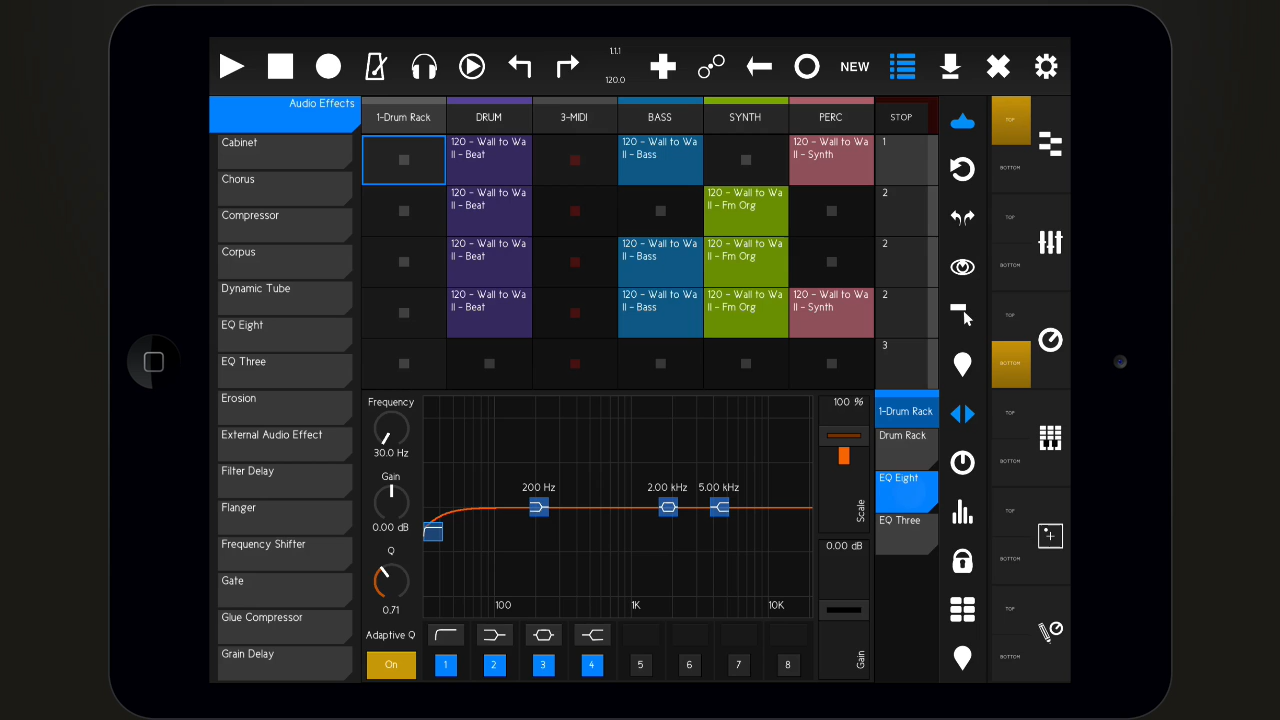 1.1.1
120.0
NEW
Audio Effects
Cabinet
Chorus
Compressor
Corpus
Dynamic Tube
EQ Eight
EQ Three
Erosion
External Audio Effect
Filter Delay
Flanger
Frequency Shifter
Gate
Glue Compressor
Grain Delay
1-Drum Rack
DRUM
3-MIDI
BASS
SYNTH
PERC
STOP
120 - Wall to Wa
ll - Beat
120 - Wall to Wa
ll - Bass
120 - Wall to Wa
ll - Synth
1
120 - Wall to Wa
ll - Beat
120 - Wall to Wa
ll - Fm Org
2
120 - Wall to Wa
ll - Beat
120 - Wall to Wa
ll - Bass
120 - Wall to Wa
ll - Fm Org
2
120 - Wall to Wa
ll - Beat
120 - Wall to Wa
ll - Bass
120 - Wall to Wa
ll - Fm Org
120 - Wall to Wa
ll - Synth
2
3
Frequency
30.0 Hz
Gain
0.00 dB
Q
0.71
Adaptive Q
On
200 Hz
2.00 kHz
5.00 kHz
100
1K
10K
1
2
3
4
5
6
7
8
100 %
Scale
0.00 dB
Gain
1-Drum Rack
Drum Rack
EQ Eight
EQ Three
TOP
BOTTOM
TOP
BOTTOM
TOP
BOTTOM
TOP
BOTTOM
TOP
BOTTOM
TOP
BOTTOM